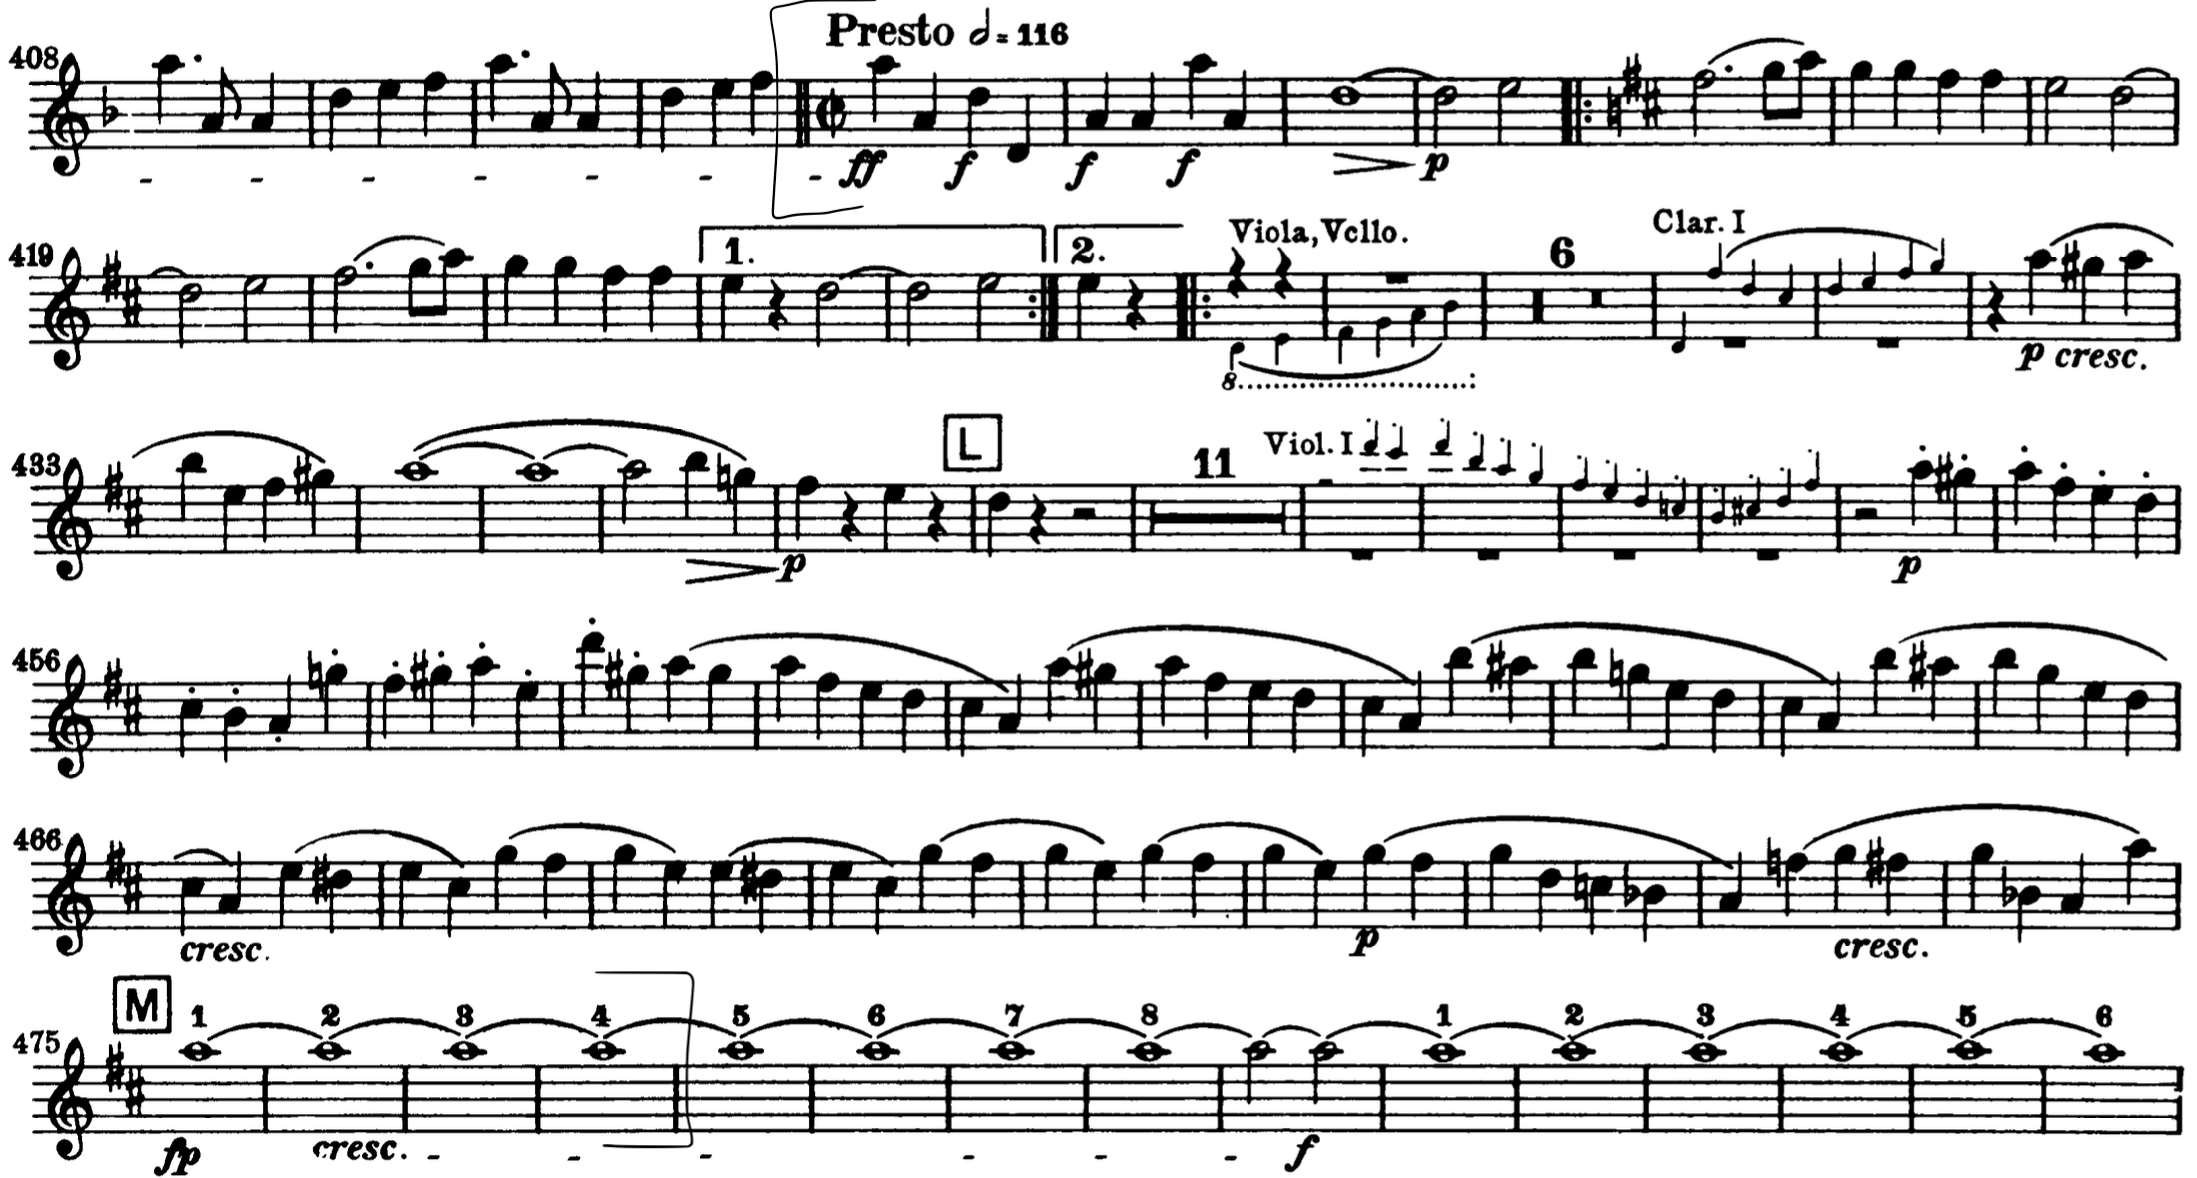 Presto 𝅗𝅥 = 116
408
ff f f f p
Viola, Vcllo. Clar. I
419 1. 2. 6
8 p cresc.
L
433 11 Viol. I
p p
456
466
cresc. p cresc.
M 1 2 3 4 5 6 7 8 1 2 3 4 5 6
475
fp cresc. - - - - - - f